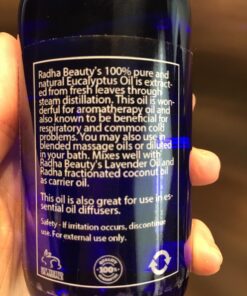 Radha Beauty's 100% pure and
natural Eucalyptus Oil is extract-
ed from fresh leaves through
steam distillation. This oil is won-
derful for aromatherapy oil and
also known to be beneficial for
respiratory and common cold
problems. You may also use in
blended massage oils or diluted
in your bath. Mixes well with
Radha Beauty's Lavender Oil and
Radha fractionated coconut oil
as carrier oil.
This oil is also great for use in es-
sential oil diffusers.
Safety - If irritation occurs, discontinue
use. For external use only.
100%